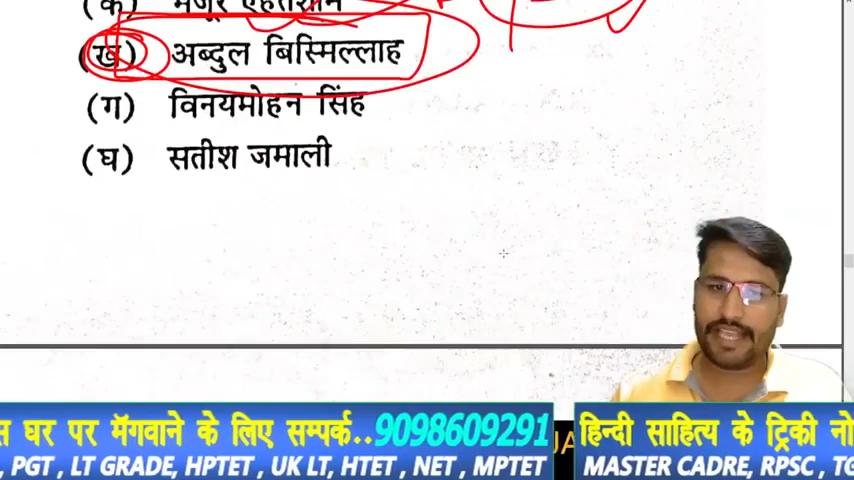 (क) मंजूर एहतेशाम
(ख) अब्दुल बिस्मिल्लाह
(ग) विनयमोहन सिंह
(घ) सतीश जमाली
घर पर मॅगवाने के लिए सम्पर्क..9098609291
हिन्दी साहित्य के ट्रिकी नो
, PGT , LT GRADE, HPTET , UK LT, HTET , NET , MPTET
MASTER CADRE, RPSC , TG